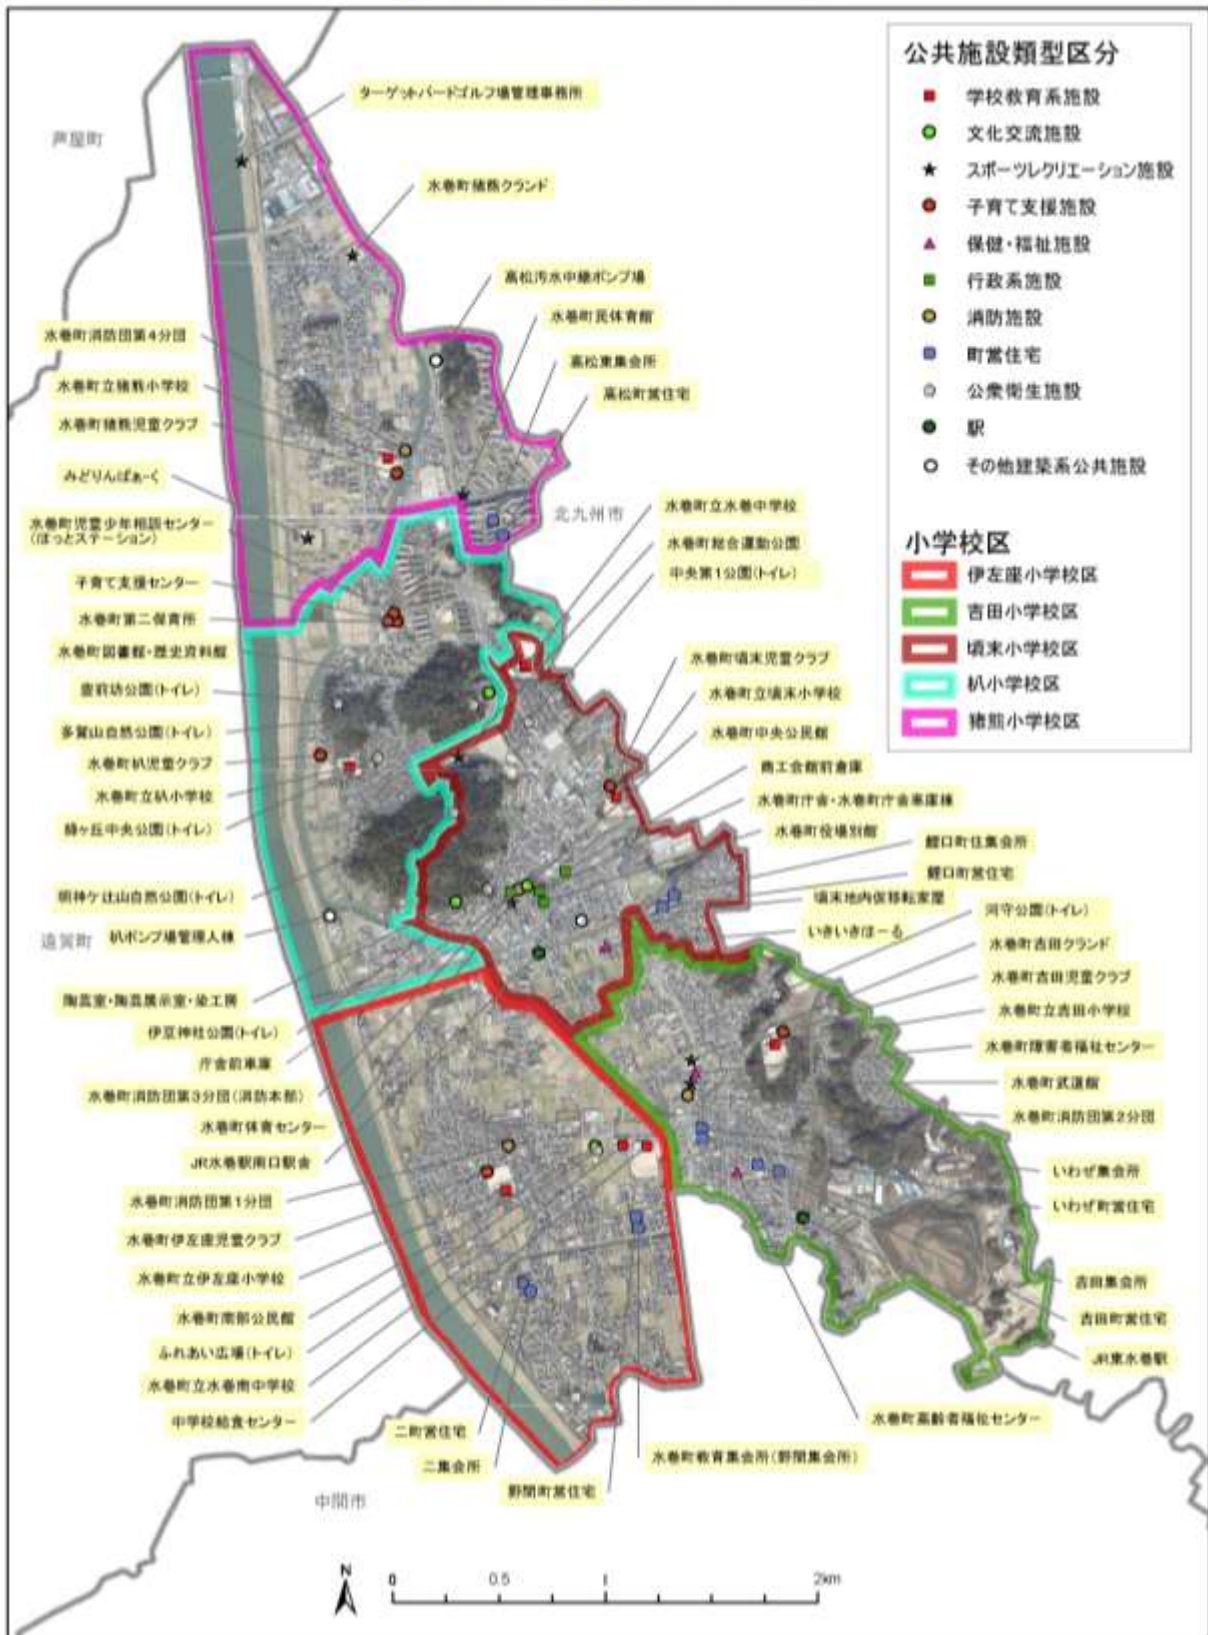 公共施設類型区分
学校教育系施設
文化交流施設
スポーツレクリエーション施設
子育て支援施設
保健・福祉施設
行政系施設
消防施設
町営住宅
公衆衛生施設
駅
その他建築系公共施設
小学校区
伊左座小学校区
吉田小学校区
頃末小学校区
杁小学校区
猪熊小学校区
芦屋町
ターゲットバードゴルフ場管理事務所
水巻町猪熊グランド
高松汚水中継ポンプ場
水巻町民体育館
高松東集会所
高松町営住宅
水巻町消防団第4分団
水巻町立猪熊小学校
水巻町猪熊児童クラブ
みどりんぱぁーく
水巻町児童少年相談センター
(ほっとステーション)
子育て支援センター
水巻町第二保育所
水巻町図書館・歴史資料館
豊前坊公園(トイレ)
多賀山自然公園(トイレ)
水巻町杁児童クラブ
水巻町立杁小学校
緑ヶ丘中央公園(トイレ)
明神ケ辻山自然公園(トイレ)
遠賀町
杁ポンプ場管理人棟
陶芸室・陶芸展示室・染工房
伊豆神社公園(トイレ)
庁舎前車庫
水巻町消防団第3分団(消防本部)
水巻町体育センター
JR水巻駅南口駅舎
水巻町消防団第1分団
水巻町伊左座児童クラブ
水巻町立伊左座小学校
水巻町南部公民館
ふれあい広場(トイレ)
水巻町立水巻南中学校
中学校給食センター
二町営住宅
二集会所
野間町営住宅
中間市
北九州市
水巻町立水巻中学校
水巻町総合運動公園
中央第1公園(トイレ)
水巻町頃末児童クラブ
水巻町立頃末小学校
水巻町中央公民館
商工会館前倉庫
水巻町庁舎・水巻町庁舎車庫棟
水巻町役場別館
鯉口町住集会所
鯉口町営住宅
頃末地内仮移転家屋
いきいきほーる
河守公園(トイレ)
水巻町吉田グランド
水巻町吉田児童クラブ
水巻町立吉田小学校
水巻町障害者福祉センター
水巻町武道館
水巻町消防団第2分団
いわぜ集会所
いわぜ町営住宅
吉田集会所
吉田町営住宅
JR東水巻駅
水巻町高齢者福祉センター
水巻町教育集会所(野間集会所)
N
0 0.5 1 2km